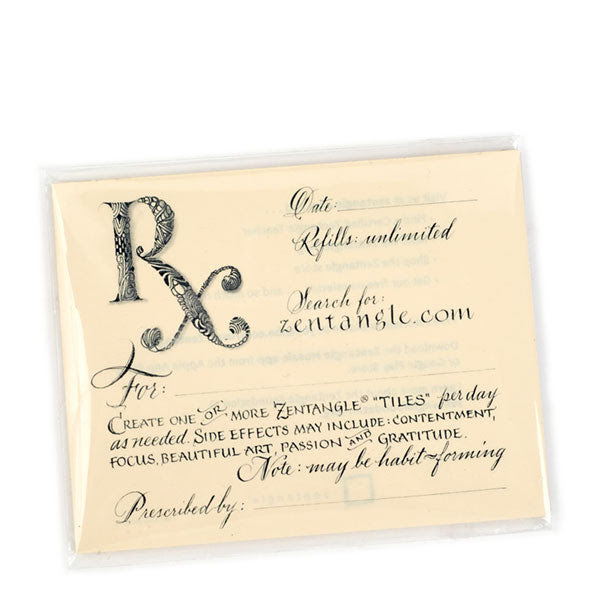 Rx
Date:
Refills: unlimited
Search for:
zentangle.com
For:
CREATE ONE OR MORE ZENTANGLE® "TILES" per day
as needed. SIDE EFFECTS MAY INCLUDE: CONTENTMENT,
FOCUS, BEAUTIFUL ART, PASSION AND GRATITUDE.
Note: may be habit-forming
Prescribed by: